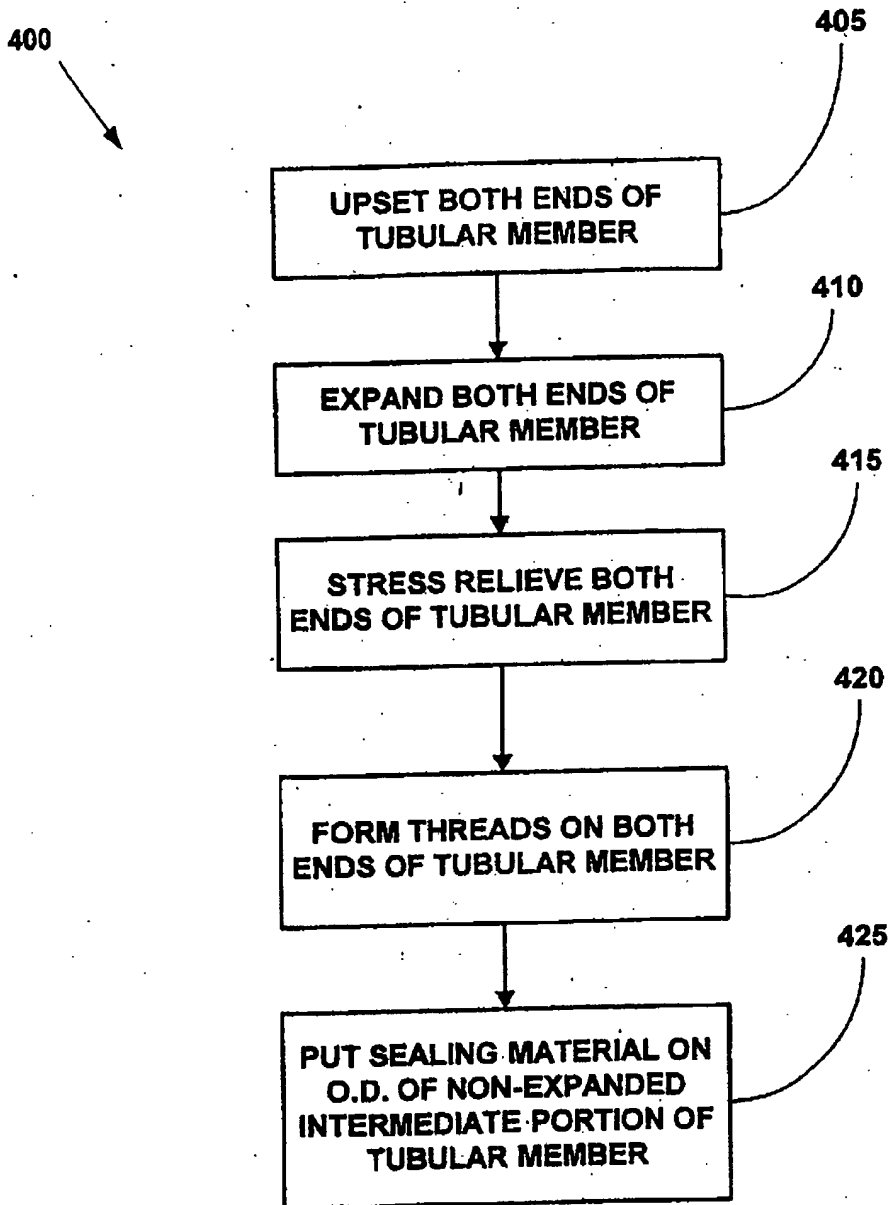 400
405
UPSET BOTH ENDS OF
TUBULAR MEMBER
410
EXPAND BOTH ENDS OF
TUBULAR MEMBER
415
STRESS RELIEVE BOTH
ENDS OF TUBULAR MEMBER
420
FORM THREADS ON BOTH
ENDS OF TUBULAR MEMBER
425
PUT SEALING MATERIAL ON
O.D. OF NON-EXPANDED
INTERMEDIATE PORTION OF
TUBULAR MEMBER